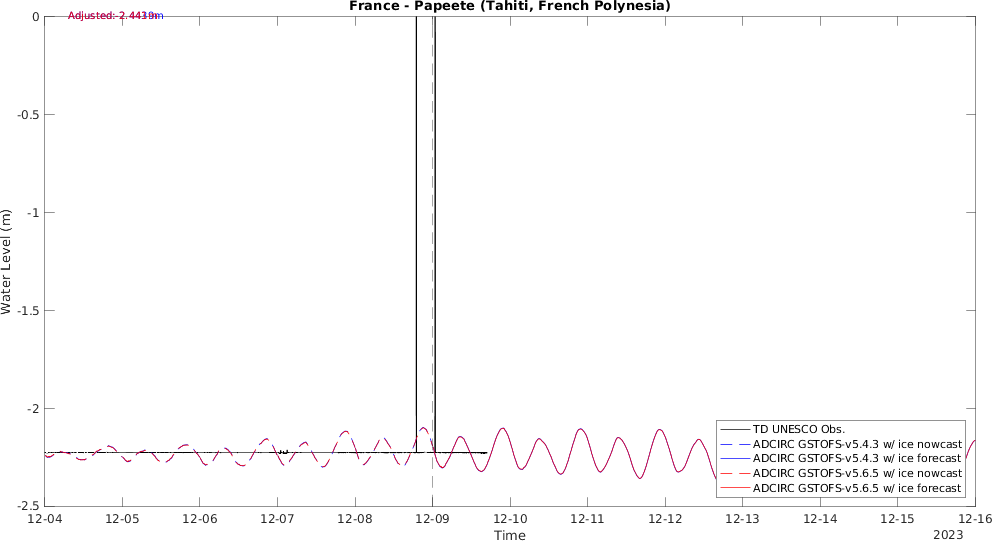 France - Papeete (Tahiti, French Polynesia)
Adjusted:
0
-0.5
-1
-1.5
-2
-2.5
Water Level (m)
TD UNESCO Obs.
ADCIRC GSTOFS-v5.4.3 w/ ice nowcast
ADCIRC GSTOFS-v5.4.3 w/ ice forecast
ADCIRC GSTOFS-v5.6.5 w/ ice nowcast
ADCIRC GSTOFS-v5.6.5 w/ ice forecast
12-04 12-05 12-06 12-07 12-08 12-09 12-10 12-11 12-12 12-13 12-14 12-15 12-16
Time
2023